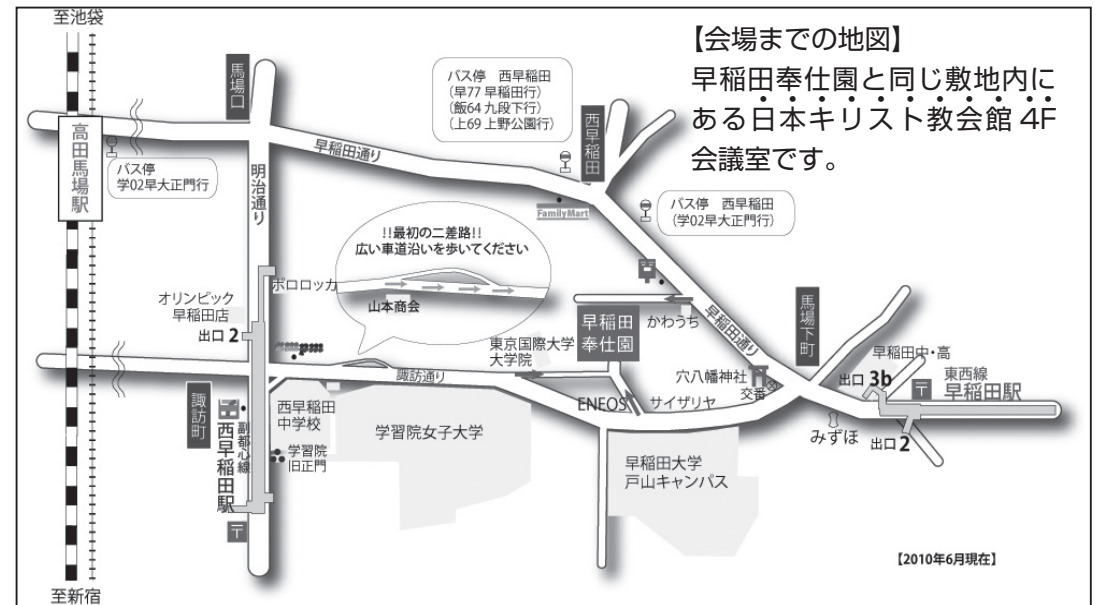 至池袋
【会場までの地図】
早稲田奉仕園と同じ敷地内に
ある日本キリスト教会館 4F
会議室です。
馬場口
バス停 西早稲田
(早77 早稲田行)
(飯64 九段下行)
(上69 上野公園行)
西早稲田
高田馬場駅
バス停
学02早大正門行
早稲田通り
明治通り
FamilyMart
バス停 西早稲田
(学02早大正門行)
!!最初の二差路!!
広い車道沿いを歩いてください
山本商会
ポロロッカ
オリンピック
早稲田店
出口2
早稲田
奉仕園
かわうち
早稲田通り
馬場下町
東京国際大学
大学院
諏訪通り
穴八幡神社
交番
早稲田中・高
出口3b
〒
東西線
早稲田駅
ENEOS
サイゼリヤ
みずほ
出口2
諏訪町
副都心線
西早稲田駅
西早稲田
中学校
学習院
旧正門
学習院女子大学
早稲田大学
戸山キャンパス
〒
【2010年6月現在】
至新宿